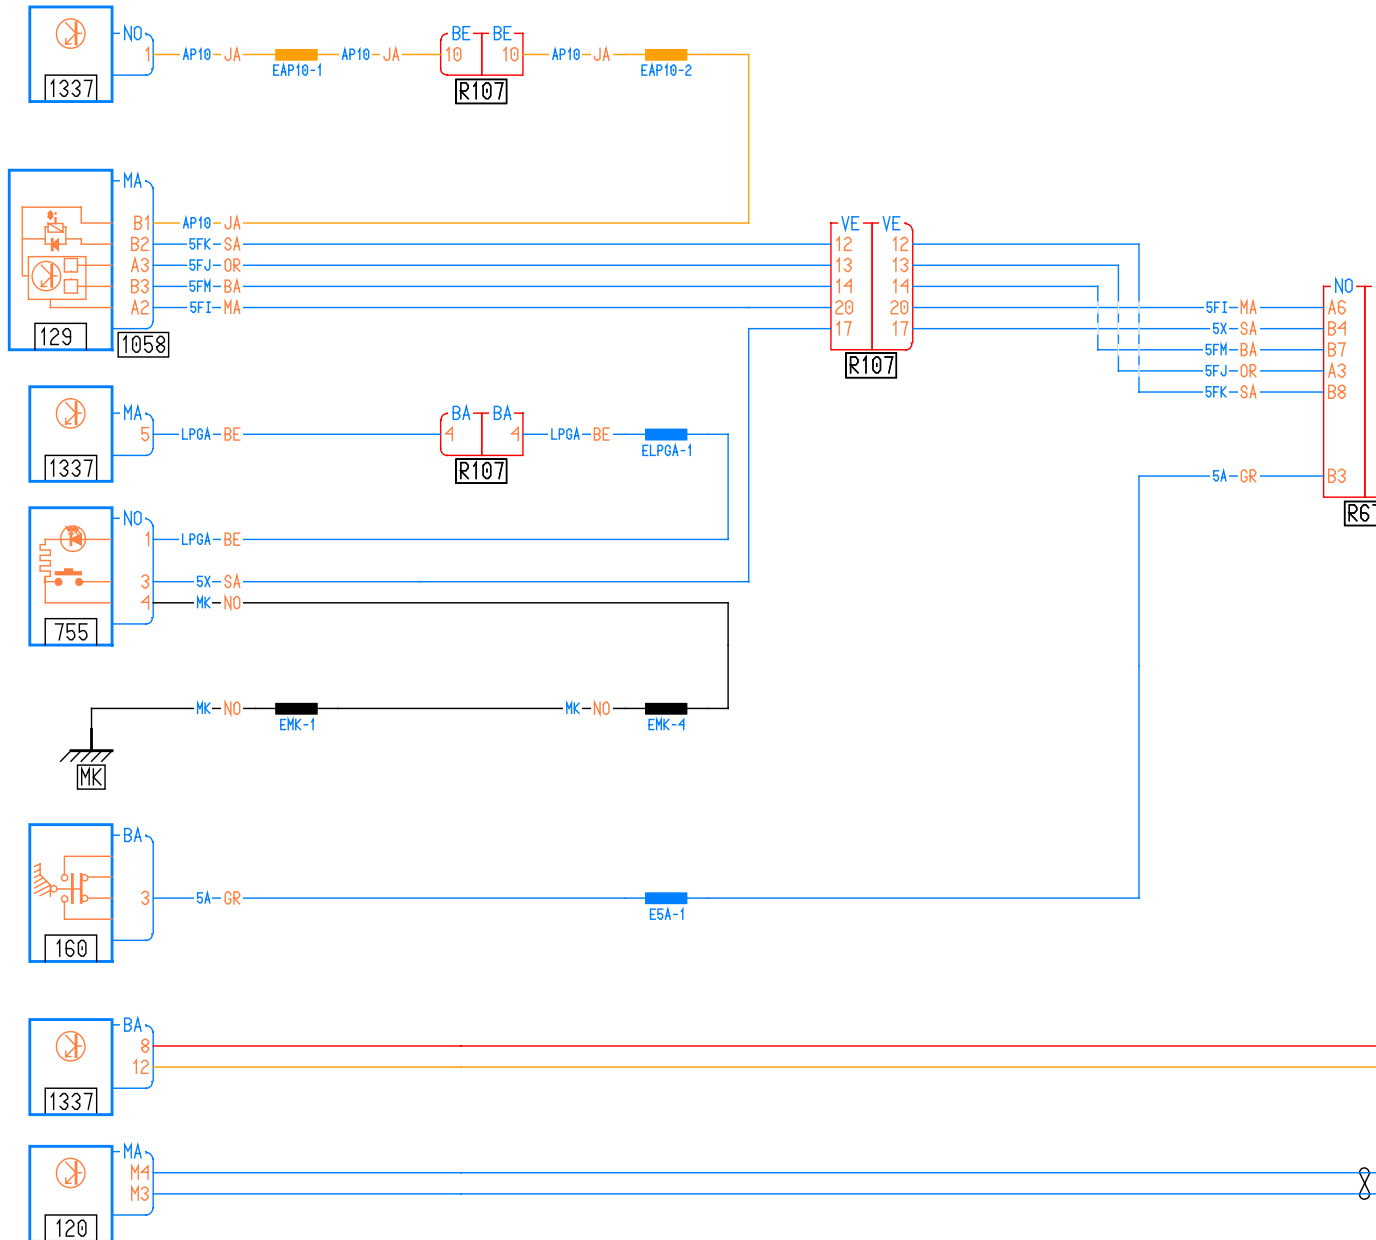 NO
1 AP10 JA AP10 JA
EAP10-1
BE BE
10 10 AP10 JA
EAP10-2
1337
R107
MA
B1 AP10 JA
B2 5FK SA
A3 5FJ OR
B3 5FM BA
A2 5FI MA
129
1058
VE VE
12 12
13 13
14 14
20 20
17 17
R107
NO
5FI MA A6
5X SA B4
5FM BA B7
5FJ OR A3
5FK SA B8
5A GR B3
MA
5 LPGA BE
1337
BA BA
4 4 LPGA BE
ELPGA-1
R107
NO
1 LPGA BE
3 5X SA
4 MK NO
755
MK NO MK NO
EMK-1 EMK-4
MK
BA
3 5A GR
E5A-1
160
BA
8
12
1337
MA
M4
M3
120